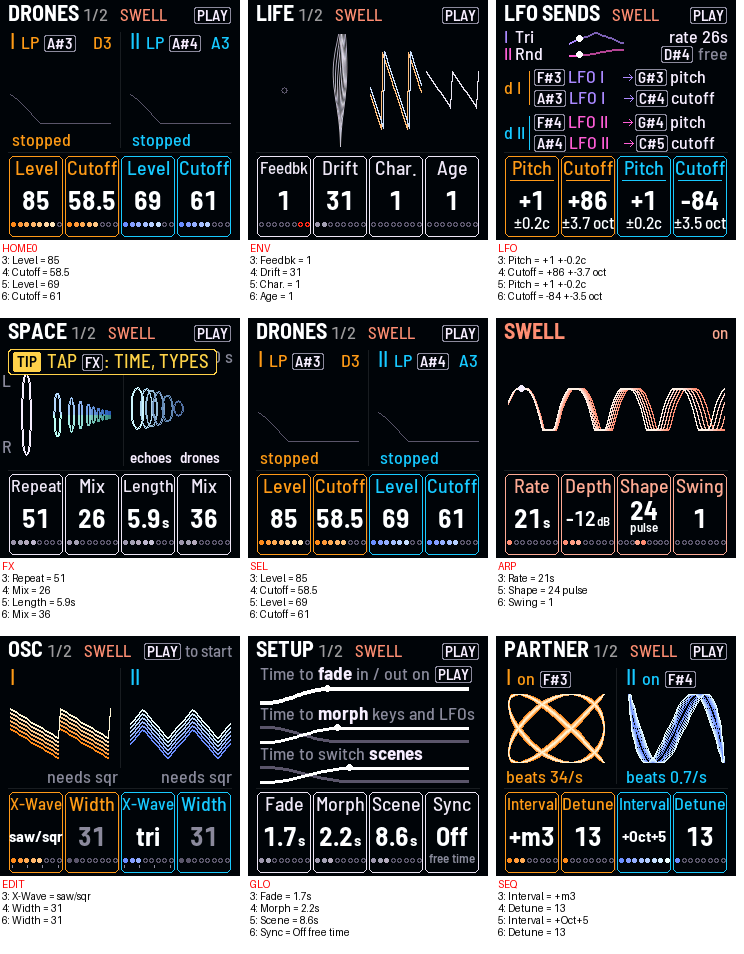 DRONES 1/2 SWELL PLAY
I LP A#3 D3 II LP A#4 A3
stopped stopped
Level Cutoff Level Cutoff
85 58.5 69 61
HOME0
3: Level = 85
4: Cutoff = 58.5
5: Level = 69
6: Cutoff = 61
LIFE 1/2 SWELL PLAY
Feedbk Drift Char. Age
1 31 1 1
ENV
3: Feedbk = 1
4: Drift = 31
5: Char. = 1
6: Age = 1
LFO SENDS SWELL PLAY
I Tri rate 26s
II Rnd D#4 free
d I F#3 LFO I → G#3 pitch
A#3 LFO I → C#4 cutoff
d II F#4 LFO II → G#4 pitch
A#4 LFO II → C#5 cutoff
Pitch Cutoff Pitch Cutoff
+1 +86 +1 -84
±0.2c ±3.7 oct ±0.2c ±3.5 oct
LFO
3: Pitch = +1 +-0.2c
4: Cutoff = +86 +-3.7 oct
5: Pitch = +1 +-0.2c
6: Cutoff = -84 +-3.5 oct
SPACE 1/2 SWELL PLAY
TIP TAP FX: TIME, TYPES s
L
R
echoes drones
Repeat Mix Length Mix
51 26 5.9s 36
FX
3: Repeat = 51
4: Mix = 26
5: Length = 5.9s
6: Mix = 36
DRONES 1/2 SWELL PLAY
I LP A#3 D3 II LP A#4 A3
stopped stopped
Level Cutoff Level Cutoff
85 58.5 69 61
SEL
3: Level = 85
4: Cutoff = 58.5
5: Level = 69
6: Cutoff = 61
SWELL on
Rate Depth Shape Swing
21s -12dB 24 1
pulse
ARP
3: Rate = 21s
5: Shape = 24 pulse
6: Swing = 1
OSC 1/2 SWELL PLAY to start
I II
needs sqr needs sqr
X-Wave Width X-Wave Width
saw/sqr 31 tri 31
EDIT
3: X-Wave = saw/sqr
4: Width = 31
6: Width = 31
SETUP 1/2 SWELL PLAY
Time to fade in / out on PLAY
Time to morph keys and LFOs
Time to switch scenes
Fade Morph Scene Sync
1.7s 2.2s 8.6s Off
free time
GLO
3: Fade = 1.7s
4: Morph = 2.2s
5: Scene = 8.6s
6: Sync = Off free time
PARTNER 1/2 SWELL PLAY
I on F#3 II on F#4
beats 34/s beats 0.7/s
Interval Detune Interval Detune
+m3 13 +Oct+5 13
SEQ
3: Interval = +m3
4: Detune = 13
5: Interval = +Oct+5
6: Detune = 13